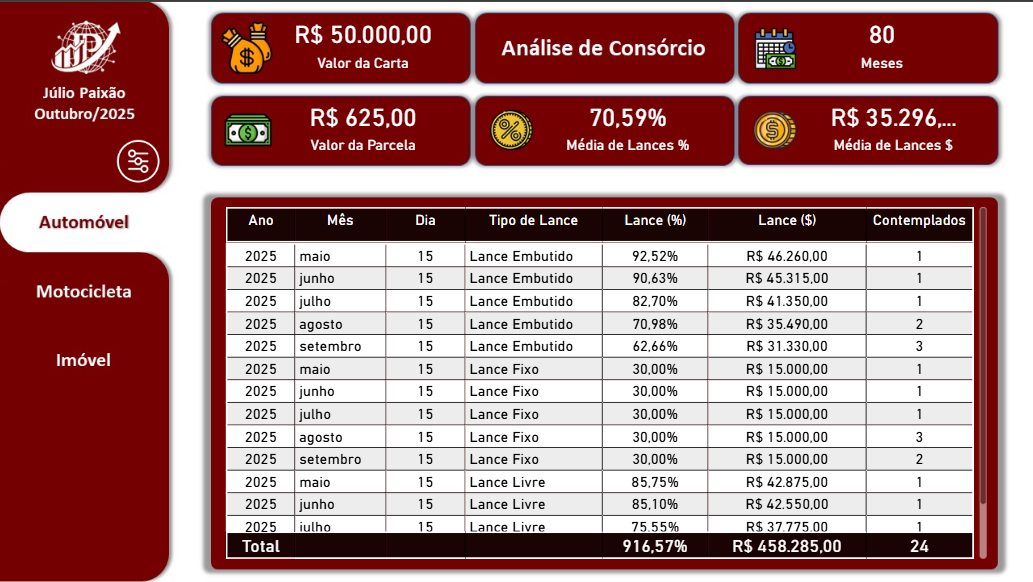 JP
Júlio Paixão
Outubro/2025
Automóvel
Motocicleta
Imóvel
R$ 50.000,00
Valor da Carta
Análise de Consórcio
80
Meses
R$ 625,00
Valor da Parcela
70,59%
Média de Lances %
R$ 35.296,...
Média de Lances $
Ano Mês Dia Tipo de Lance Lance (%) Lance ($) Contemplados
2025 maio 15 Lance Embutido 92,52% R$ 46.260,00 1
2025 junho 15 Lance Embutido 90,63% R$ 45.315,00 1
2025 julho 15 Lance Embutido 82,70% R$ 41.350,00 1
2025 agosto 15 Lance Embutido 70,98% R$ 35.490,00 2
2025 setembro 15 Lance Embutido 62,66% R$ 31.330,00 3
2025 maio 15 Lance Fixo 30,00% R$ 15.000,00 1
2025 junho 15 Lance Fixo 30,00% R$ 15.000,00 1
2025 julho 15 Lance Fixo 30,00% R$ 15.000,00 1
2025 agosto 15 Lance Fixo 30,00% R$ 15.000,00 3
2025 setembro 15 Lance Fixo 30,00% R$ 15.000,00 2
2025 maio 15 Lance Livre 85,75% R$ 42.875,00 1
2025 junho 15 Lance Livre 85,10% R$ 42.550,00 1
2025 julho 15 Lance Livre 75,55% R$ 37.775,00 1
Total 916,57% R$ 458.285,00 24